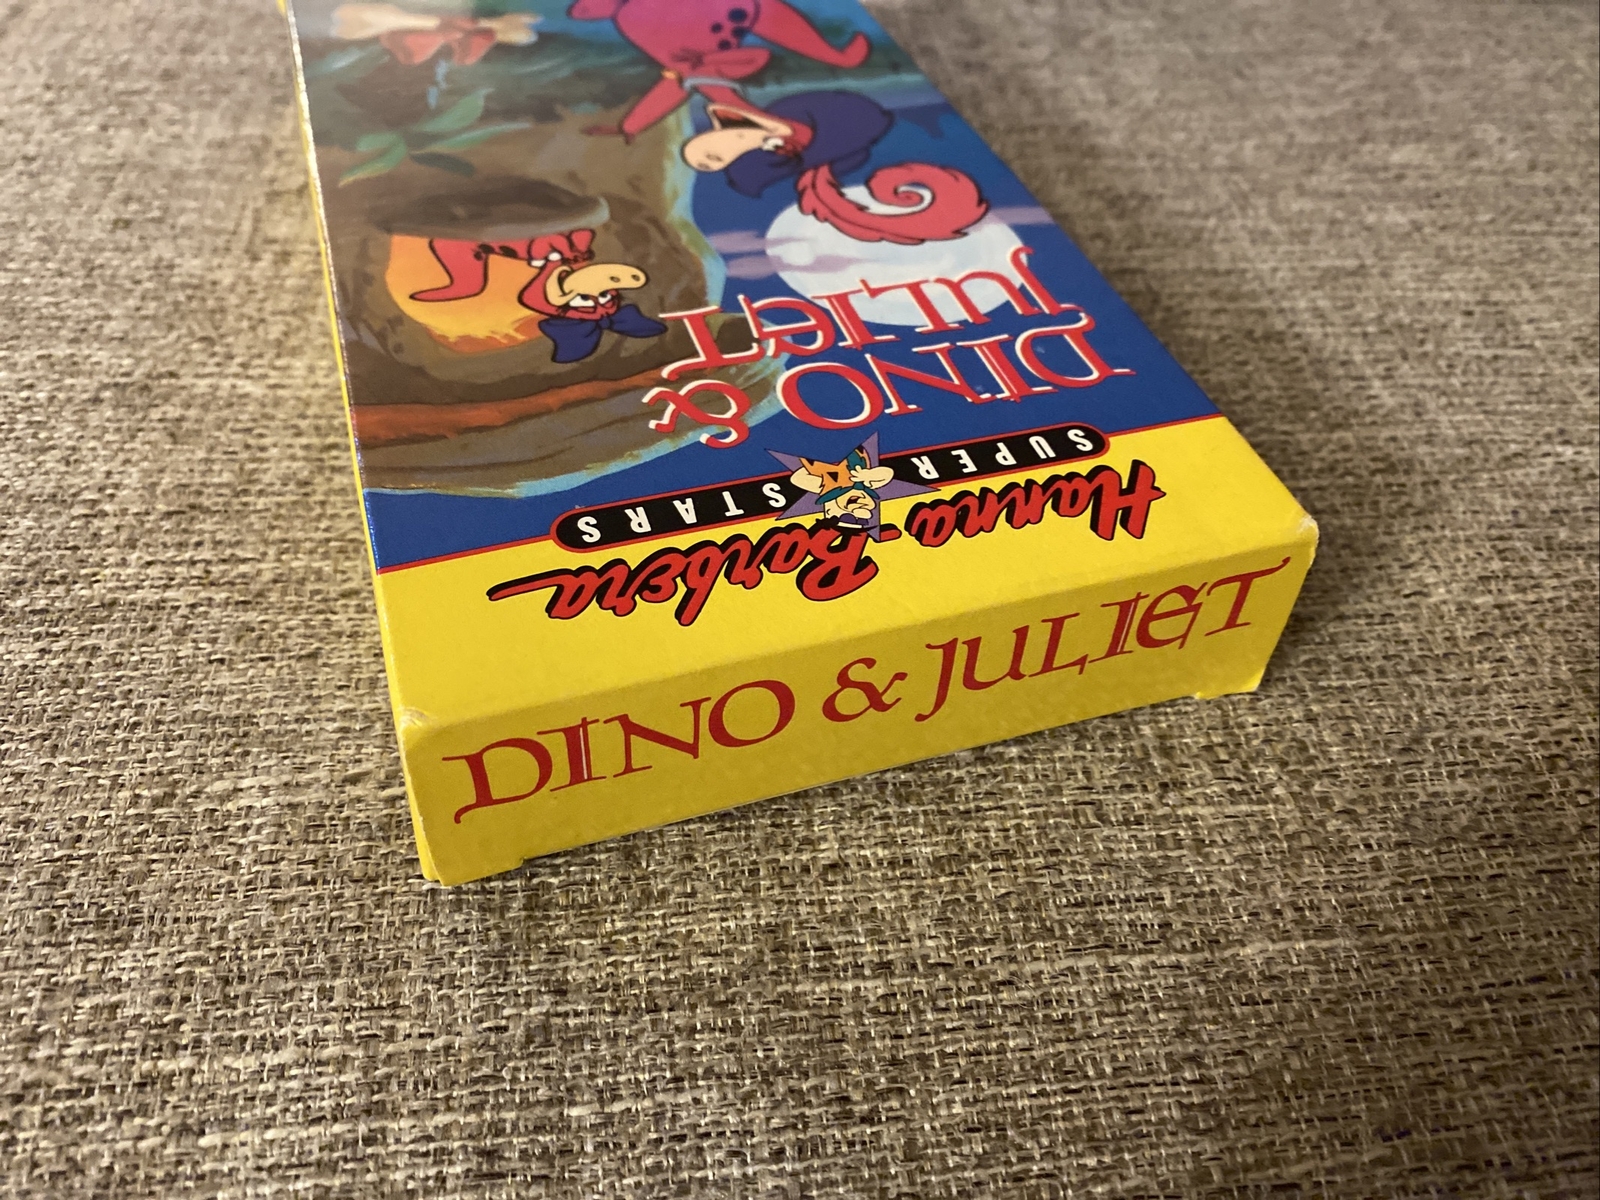 Hanna-Barbera
SUPER STARS
DINO &
JULIET
DINO & JULIET